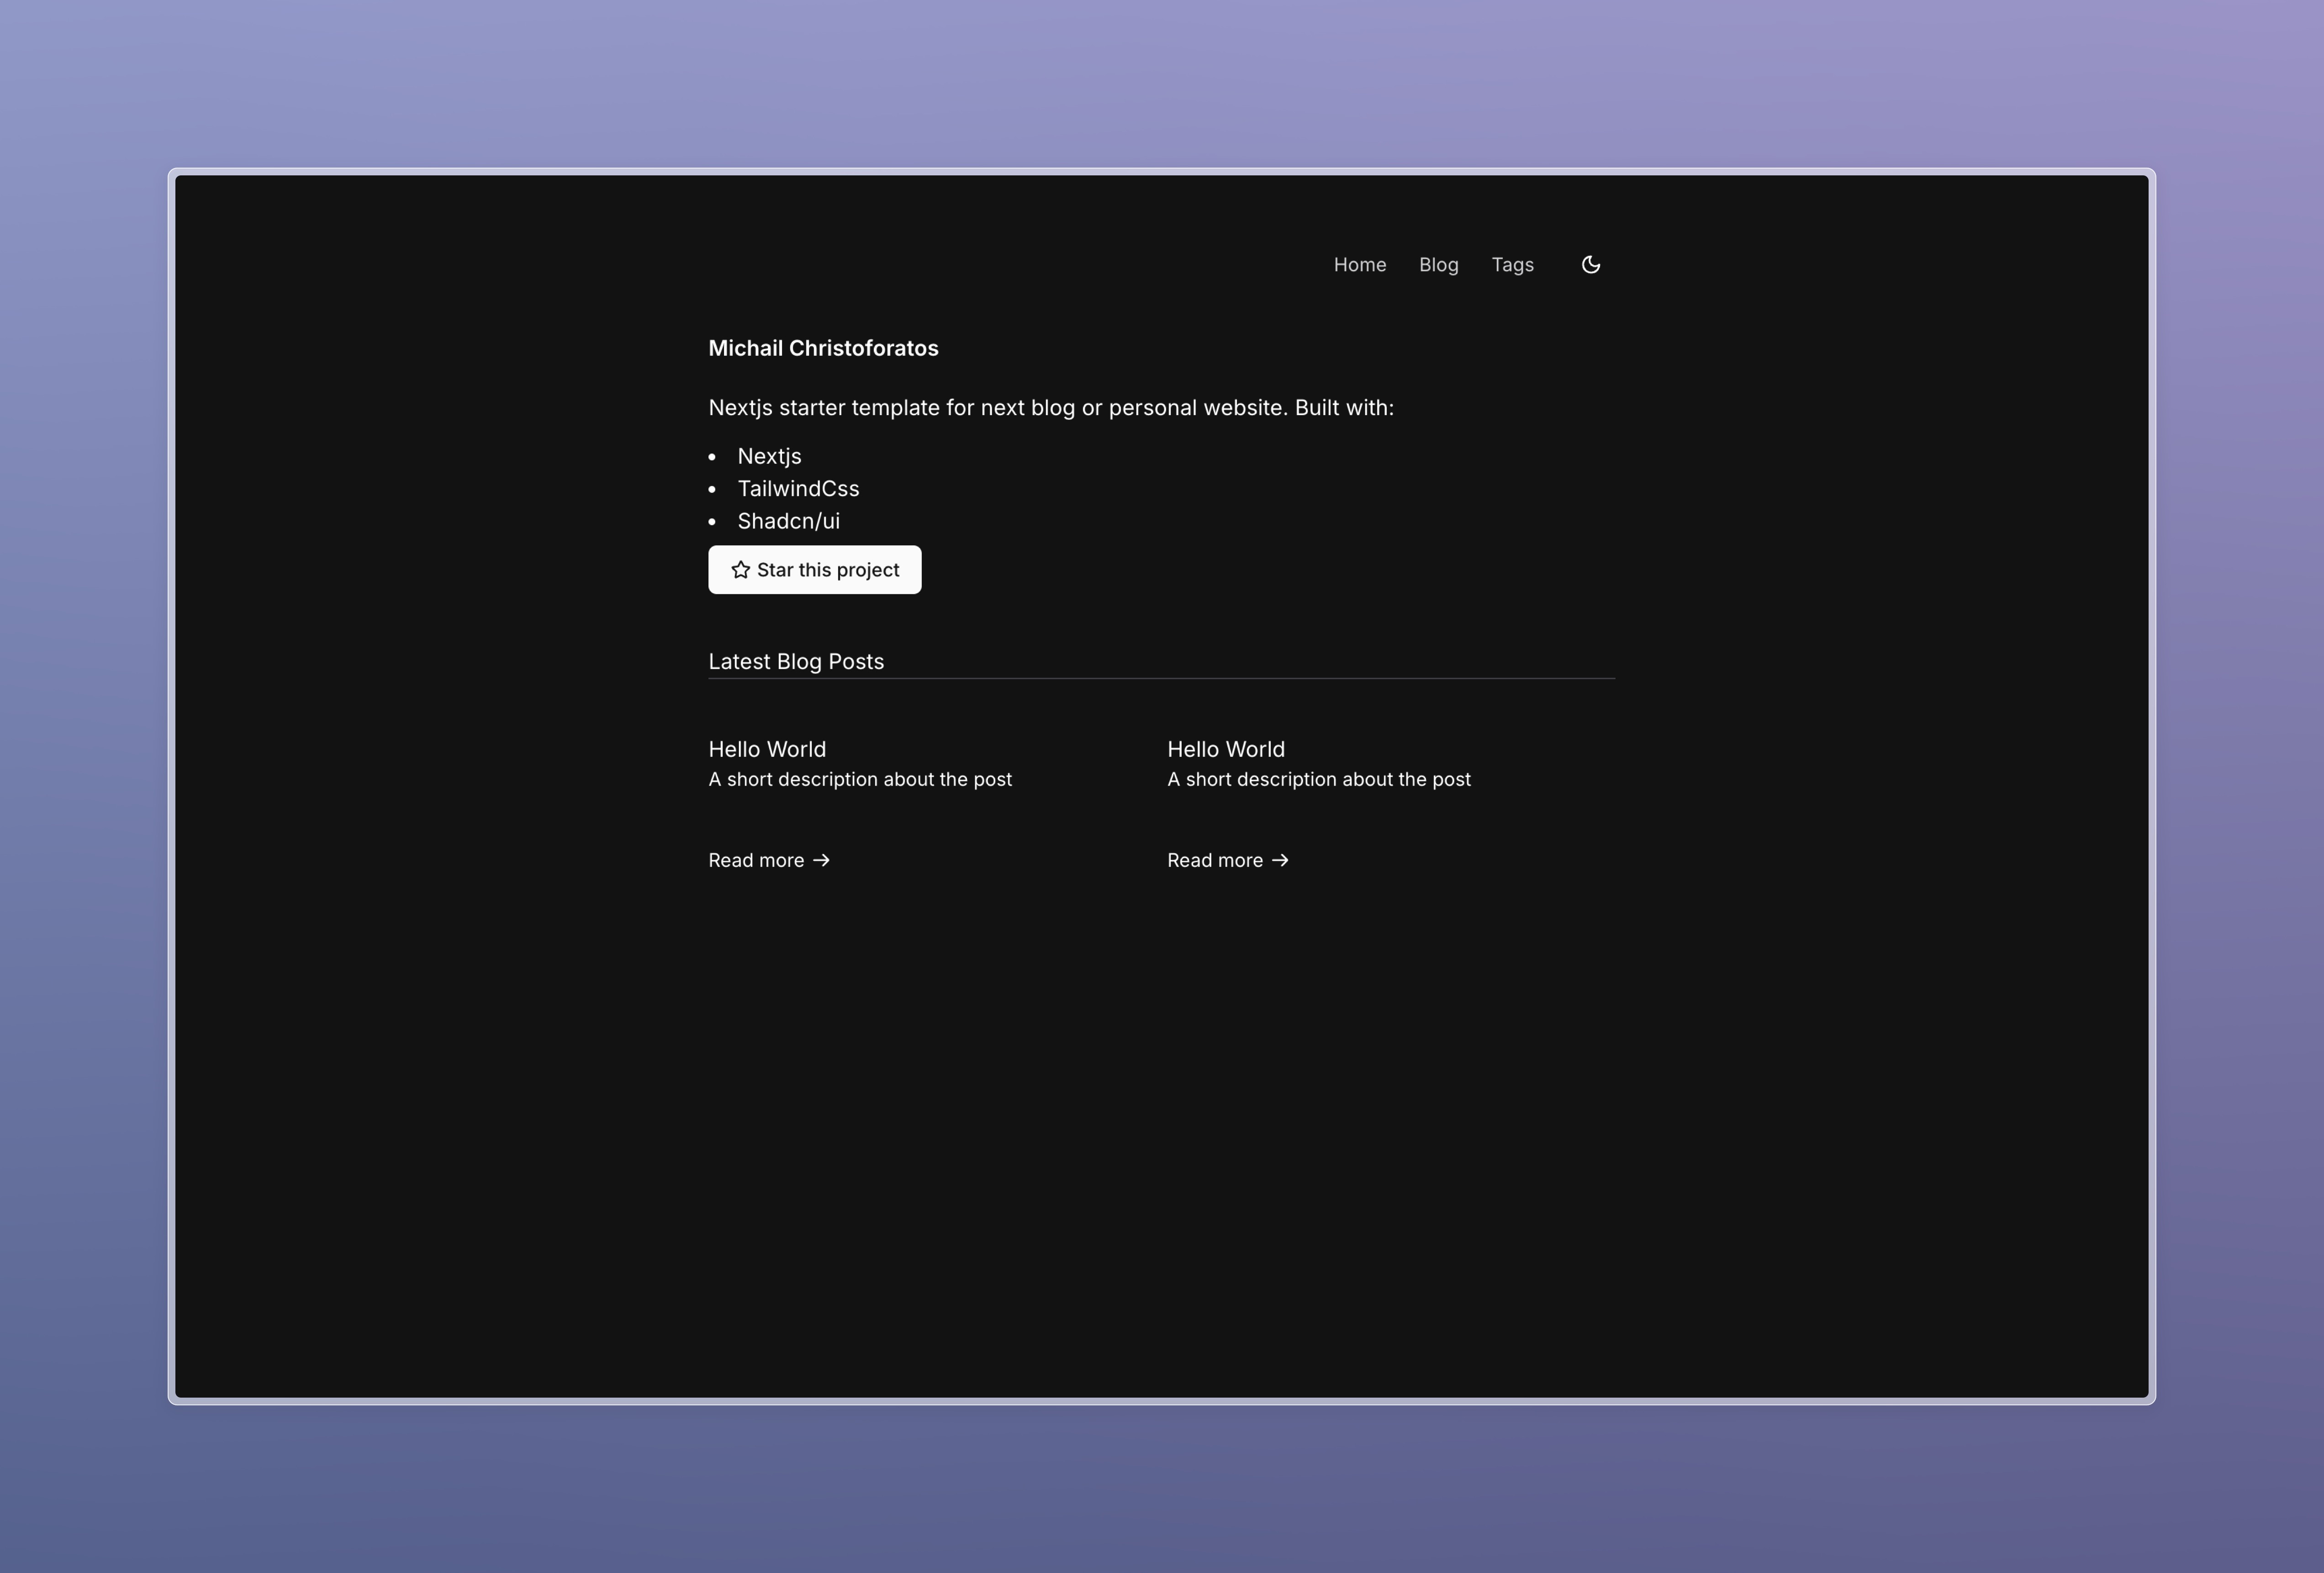 Home Blog Tags
Michail Christoforatos
Nextjs starter template for next blog or personal website. Built with:
• Nextjs
• TailwindCss
• Shadcn/ui
Star this project
Latest Blog Posts
Hello World
A short description about the post
Read more →
Hello World
A short description about the post
Read more →